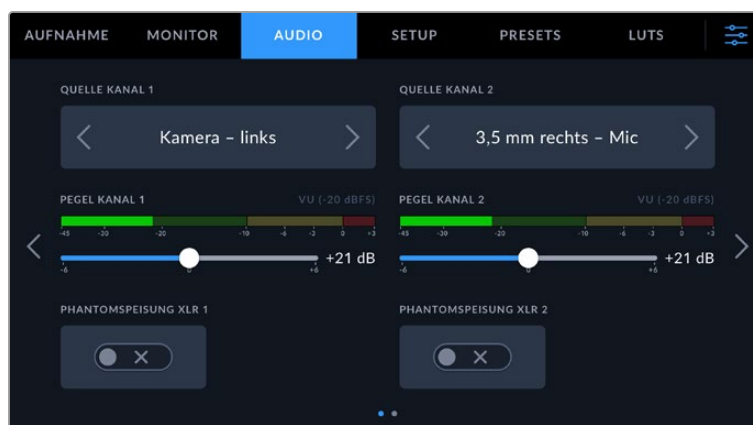 AUFNAHME MONITOR AUDIO SETUP PRESETS LUTS
QUELLE KANAL 1 QUELLE KANAL 2
Kamera – links 3,5 mm rechts – Mic
PEGEL KANAL 1 VU (-20 dBFS) PEGEL KANAL 2 VU (-20 dBFS)
-45 -30 -20 -10 -6 -3 0 +3 -45 -30 -20 -10 -6 -3 0 +3
+21 dB +21 dB
-6 0 +6 -6 0 +6
PHANTOMSPEISUNG XLR 1 PHANTOMSPEISUNG XLR 2